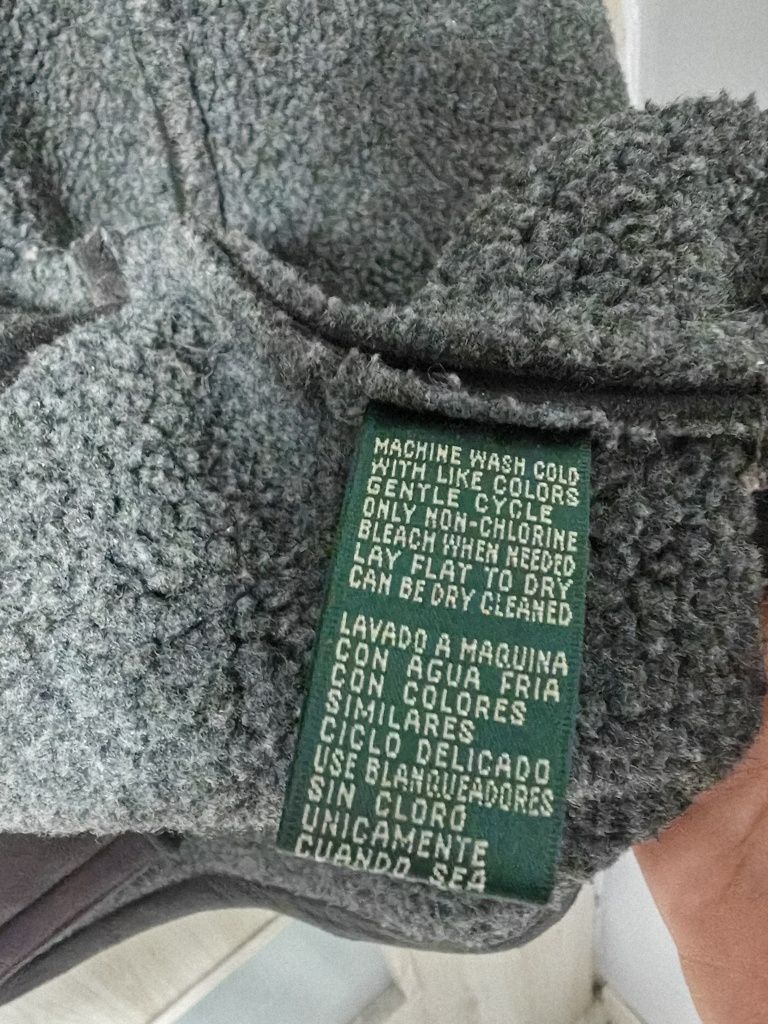 MACHINE WASH COLD
WITH LIKE COLORS
GENTLE CYCLE
ONLY NON-CHLORINE
BLEACH WHEN NEEDED
LAY FLAT TO DRY
CAN BE DRY CLEANED
LAVADO A MAQUINA
CON AGUA FRIA
CON COLORES
SIMILARES
CICLO DELICADO
USE BLANQUEADORES
SIN CLORO
UNICAMENTE
CUANDO SEA